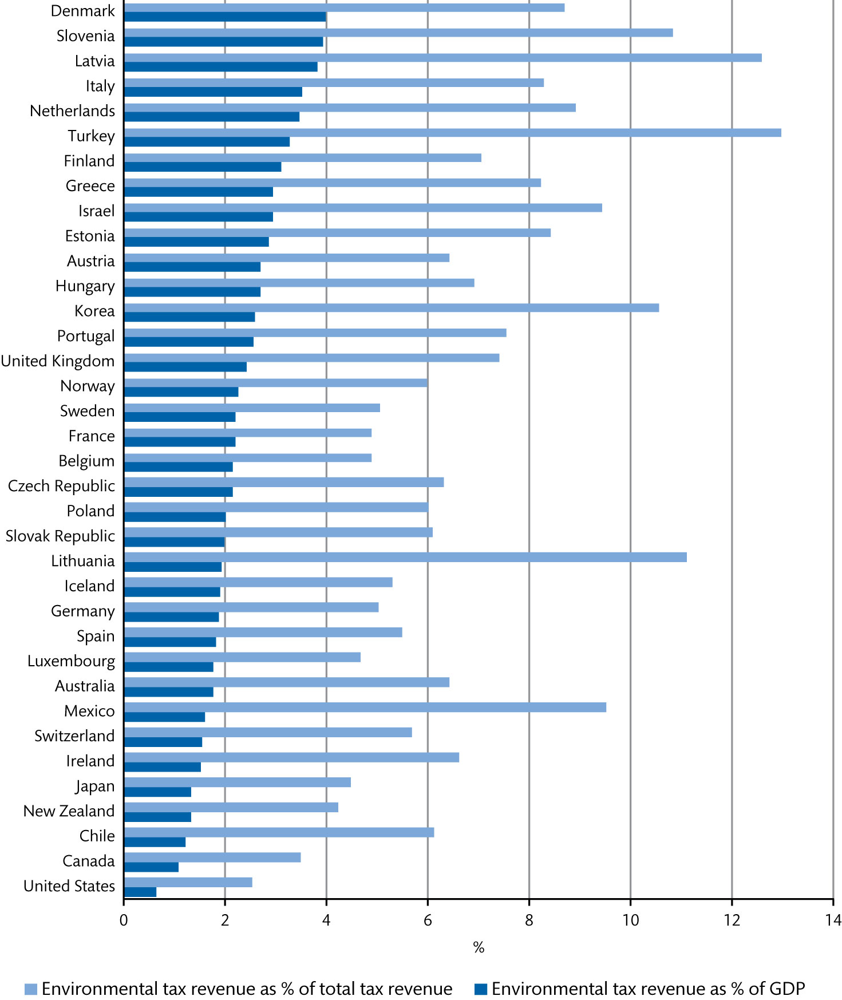 Denmark
Slovenia
Latvia
Italy
Netherlands
Turkey
Finland
Greece
Israel
Estonia
Austria
Hungary
Korea
Portugal
United Kingdom
Norway
Sweden
France
Belgium
Czech Republic
Poland
Slovak Republic
Lithuania
Iceland
Germany
Spain
Luxembourg
Australia
Mexico
Switzerland
Ireland
Japan
New Zealand
Chile
Canada
United States
0 2 4 6 8 10 12 14
%
Environmental tax revenue as % of total tax revenue Environmental tax revenue as % of GDP